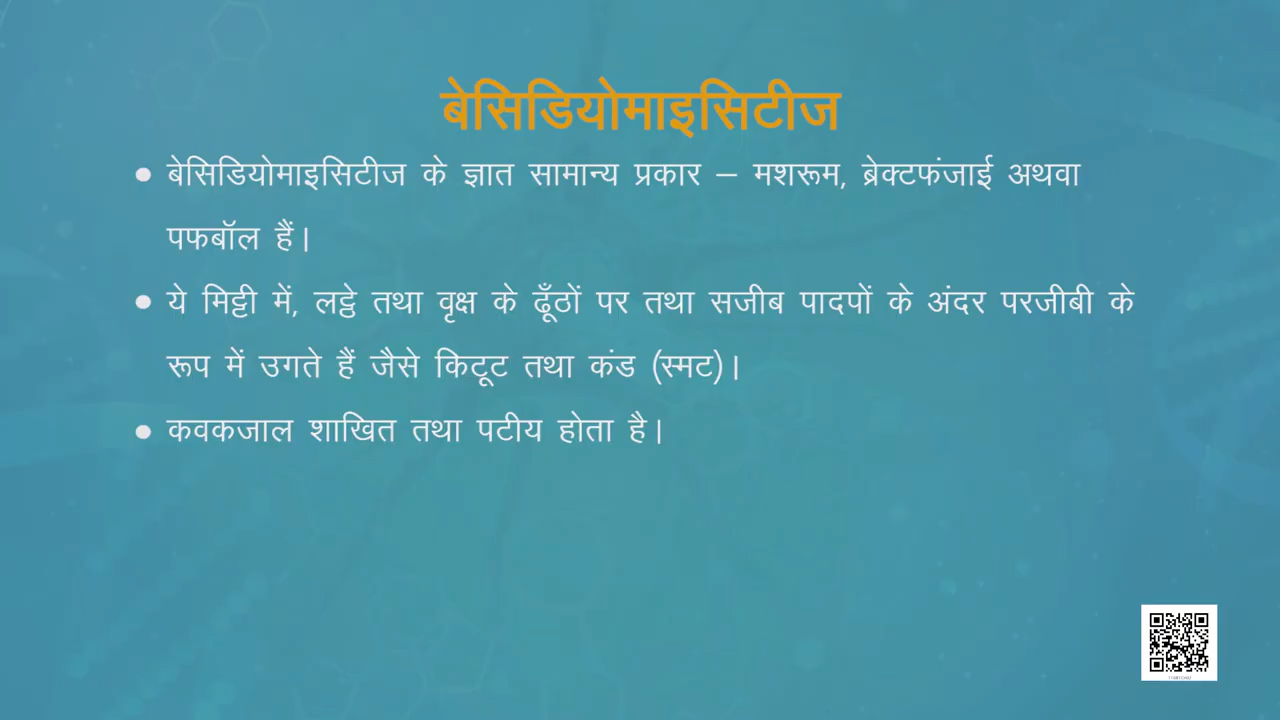 बेसिडियोमाइसिटीज
• बेसिडियोमाइसिटीज के ज्ञात सामान्य प्रकार – मशरूम, ब्रेक्टफंजाई अथवा
पफबॉल हैं।
• ये मिट्टी में, लट्ठे तथा वृक्ष के ढूँठों पर तथा सजीब पादपों के अंदर परजीबी के
रूप में उगते हैं जैसे किटूट तथा कंड (स्मट)।
• कवकजाल शाखित तथा पटीय होता है।